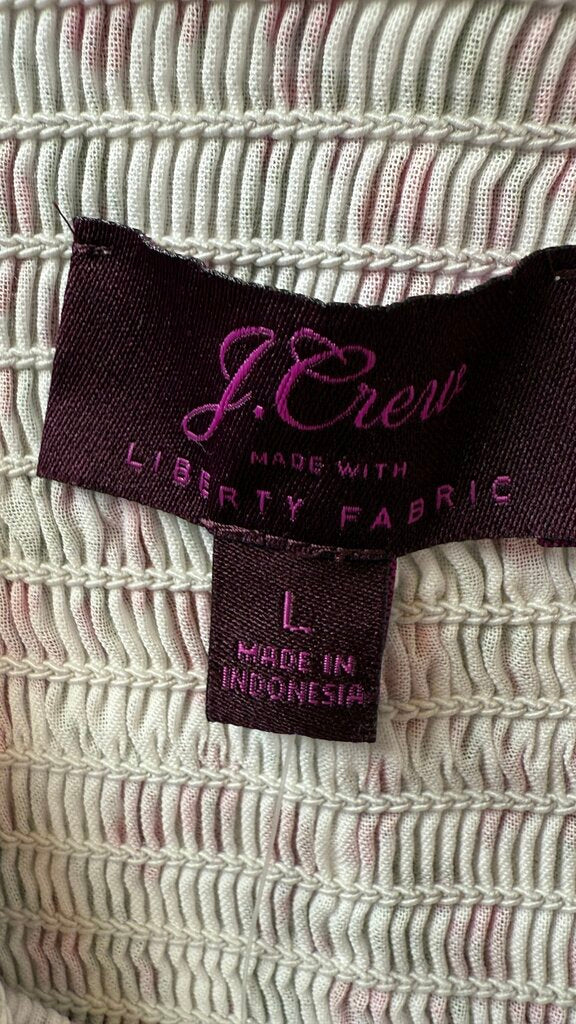 J.Crew
MADE WITH
LIBERTY FABRIC
L
MADE IN
INDONESIA